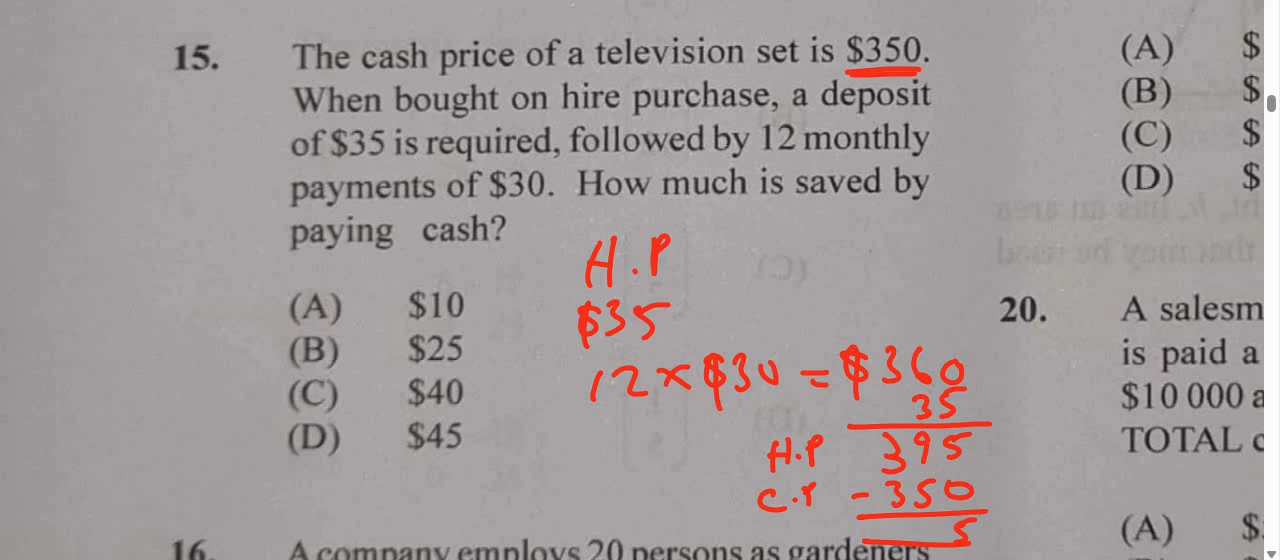 15. The cash price of a television set is $350.
When bought on hire purchase, a deposit
of $35 is required, followed by 12 monthly
payments of $30. How much is saved by
paying cash?
(A) $10
(B) $25
(C) $40
(D) $45
H.P
$35
12 x $30 = $360
35
H.P 395
C.P - 350
5
16. A company employs 20 persons as gardeners
(A) $
(B) $
(C) $
(D) $
20. A salesm
is paid a
$10 000 a
TOTAL c
(A) $